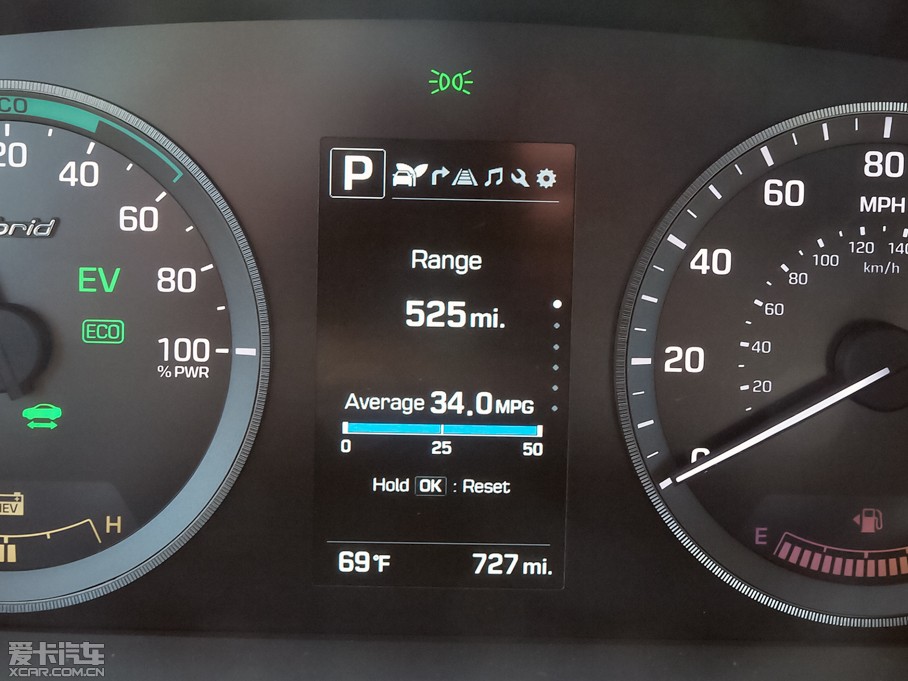 CO
20
40
60
80
100
% PWR
brid
EV
ECO
EV
H
P
Range
525 mi.
Average 34.0 MPG
0 25 50
Hold OK : Reset
69°F 727 mi.
0
20
40
60
80
MPH
20
40
60
80
100
120
140
km/h
E
爱卡汽车
XCAR.COM.CN